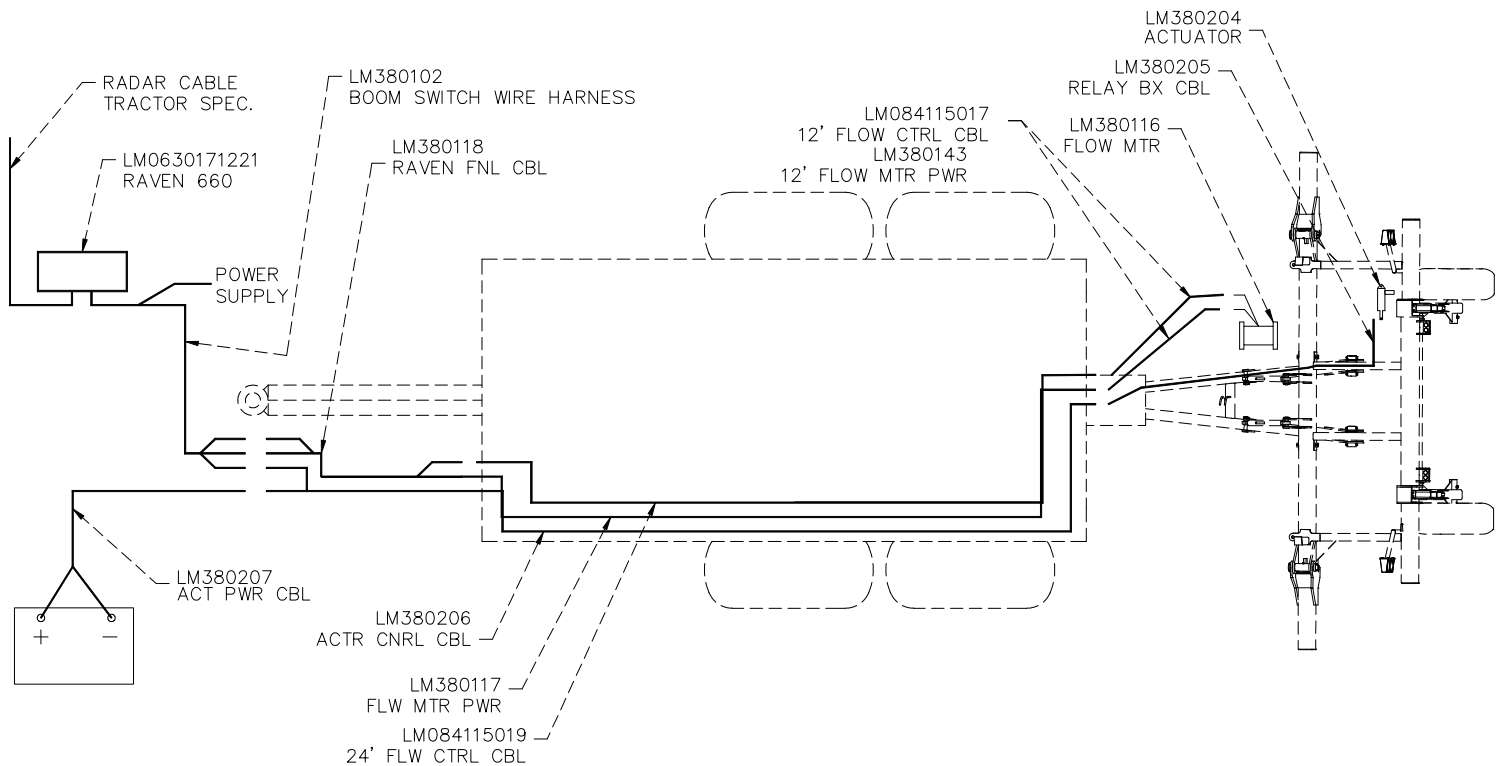 LM380204
ACTUATOR
LM380205
RELAY BX CBL
RADAR CABLE
TRACTOR SPEC.
LM380102
BOOM SWITCH WIRE HARNESS
LM084115017
12' FLOW CTRL CBL
LM380143
12' FLOW MTR PWR
LM380116
FLOW MTR
LM380118
RAVEN FNL CBL
LM0630171221
RAVEN 660
POWER
SUPPLY
LM380207
ACT PWR CBL
+ −
LM380206
ACTR CNRL CBL
LM380117
FLW MTR PWR
LM084115019
24' FLW CTRL CBL